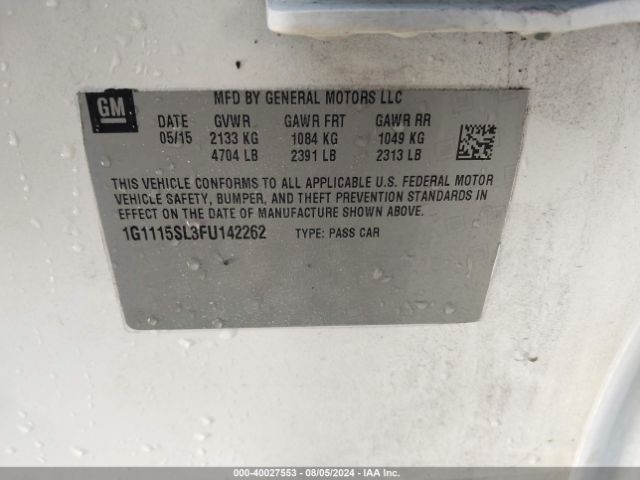 GM
MFD BY GENERAL MOTORS LLC
DATE GVWR GAWR FRT GAWR RR
05/15 2133 KG 1084 KG 1049 KG
4704 LB 2391 LB 2313 LB
THIS VEHICLE CONFORMS TO ALL APPLICABLE U.S. FEDERAL MOTOR
VEHICLE SAFETY, BUMPER, AND THEFT PREVENTION STANDARDS IN
EFFECT ON THE DATE OF MANUFACTURE SHOWN ABOVE.
1G1115SL3FU142262 TYPE: PASS CAR
000-40027553 - 08/05/2024 - IAA Inc.